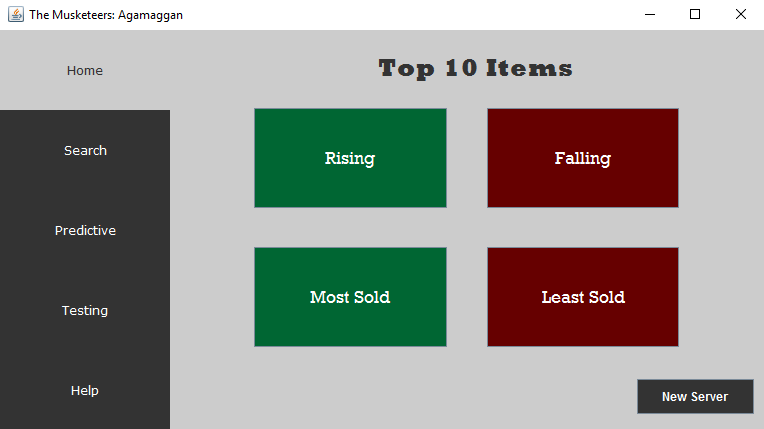 The Musketeers: Agamaggan
Home
Search
Predictive
Testing
Help
Top 10 Items
Rising
Falling
Most Sold
Least Sold
New Server